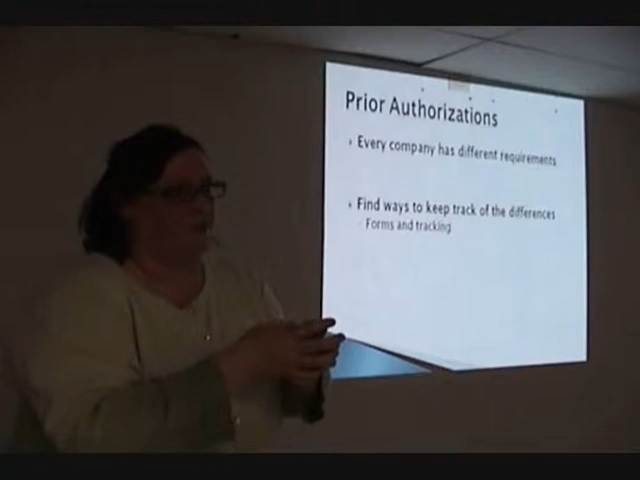 Prior Authorizations
Every company has different requirements
Find ways to keep track of the differences
Forms and tracking